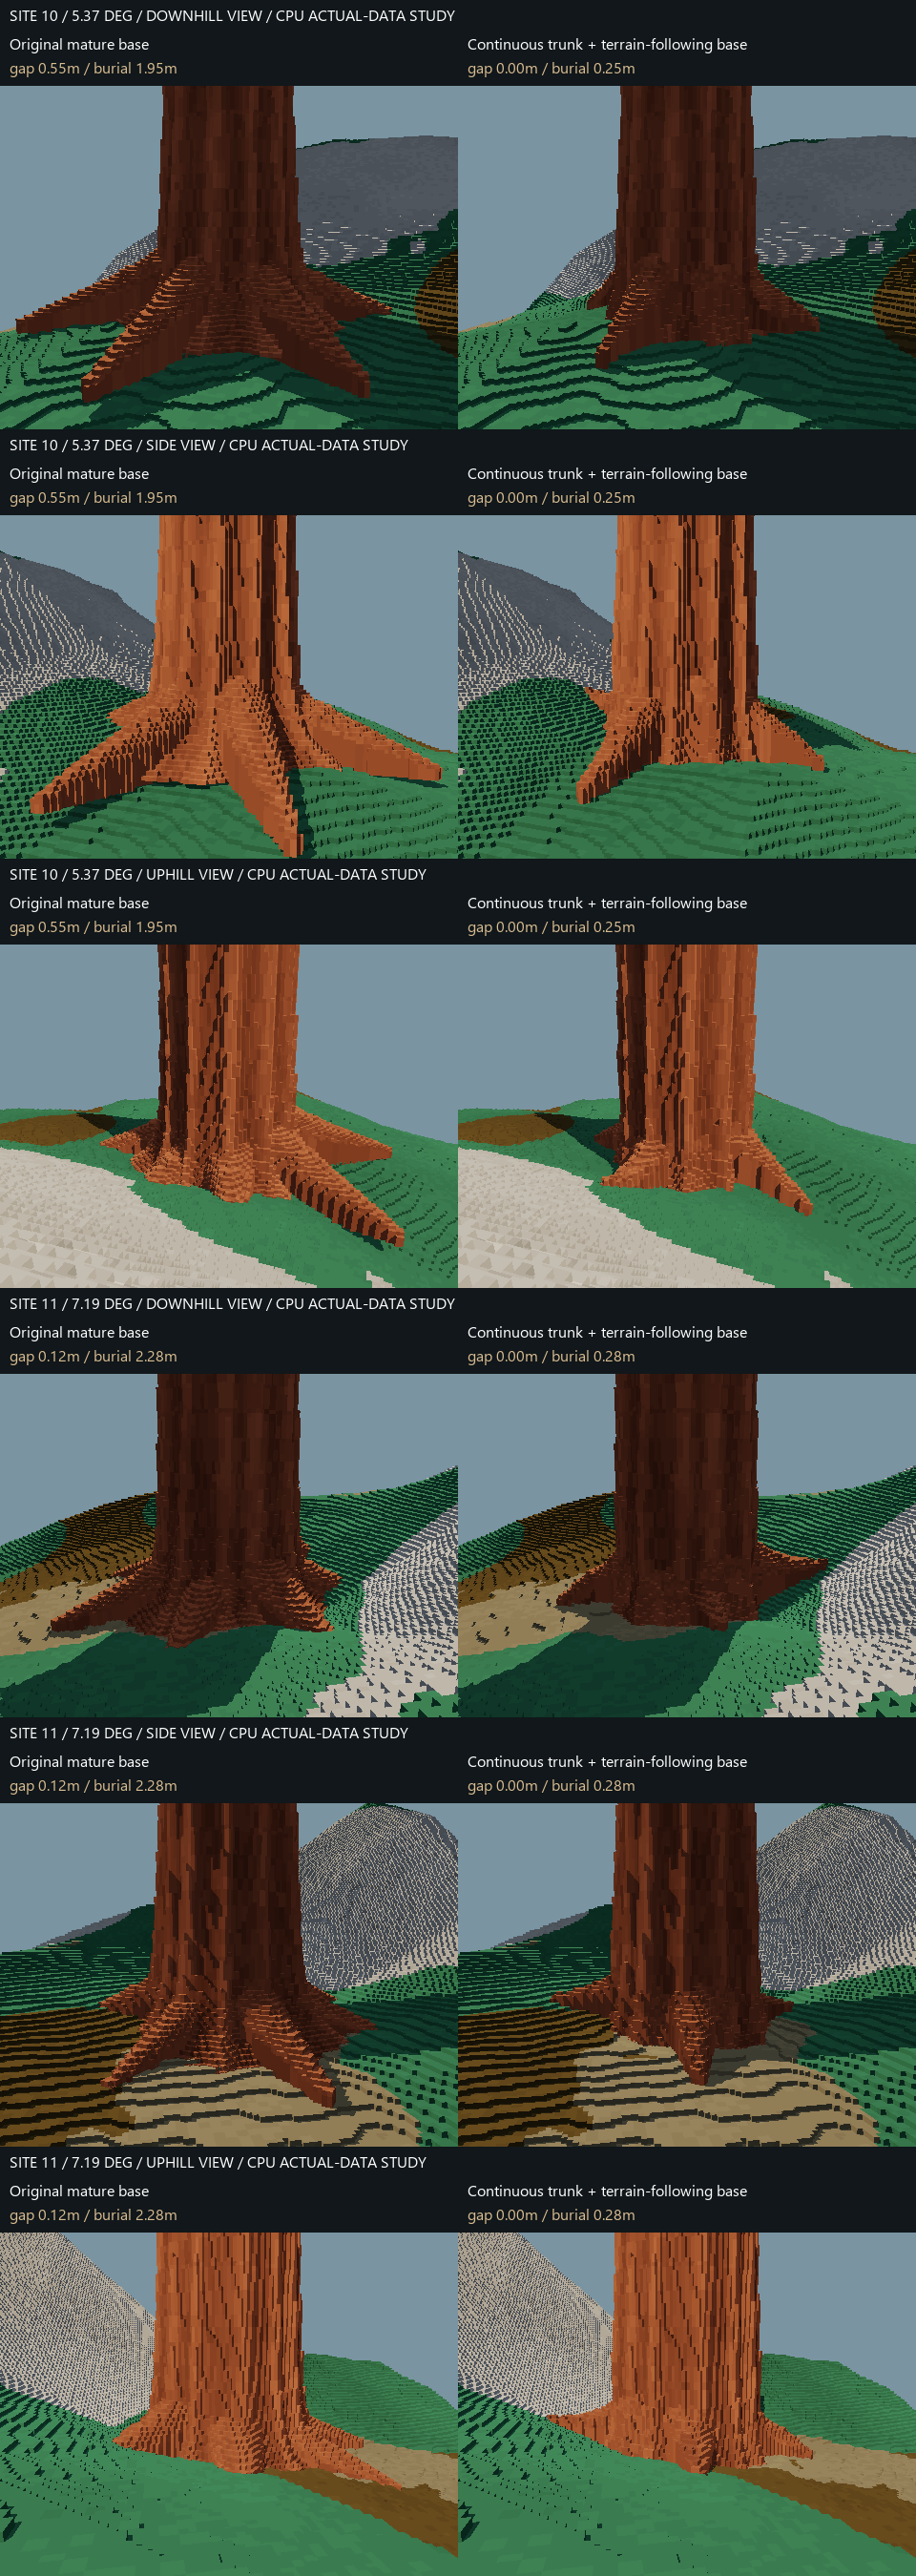 SITE 10 / 5.37 DEG / DOWNHILL VIEW / CPU ACTUAL-DATA STUDY
Original mature base
Continuous trunk + terrain-following base
gap 0.55m / burial 1.95m
gap 0.00m / burial 0.25m
SITE 10 / 5.37 DEG / SIDE VIEW / CPU ACTUAL-DATA STUDY
Original mature base
Continuous trunk + terrain-following base
gap 0.55m / burial 1.95m
gap 0.00m / burial 0.25m
SITE 10 / 5.37 DEG / UPHILL VIEW / CPU ACTUAL-DATA STUDY
Original mature base
Continuous trunk + terrain-following base
gap 0.55m / burial 1.95m
gap 0.00m / burial 0.25m
SITE 11 / 7.19 DEG / DOWNHILL VIEW / CPU ACTUAL-DATA STUDY
Original mature base
Continuous trunk + terrain-following base
gap 0.12m / burial 2.28m
gap 0.00m / burial 0.28m
SITE 11 / 7.19 DEG / SIDE VIEW / CPU ACTUAL-DATA STUDY
Original mature base
Continuous trunk + terrain-following base
gap 0.12m / burial 2.28m
gap 0.00m / burial 0.28m
SITE 11 / 7.19 DEG / UPHILL VIEW / CPU ACTUAL-DATA STUDY
Original mature base
Continuous trunk + terrain-following base
gap 0.12m / burial 2.28m
gap 0.00m / burial 0.28m